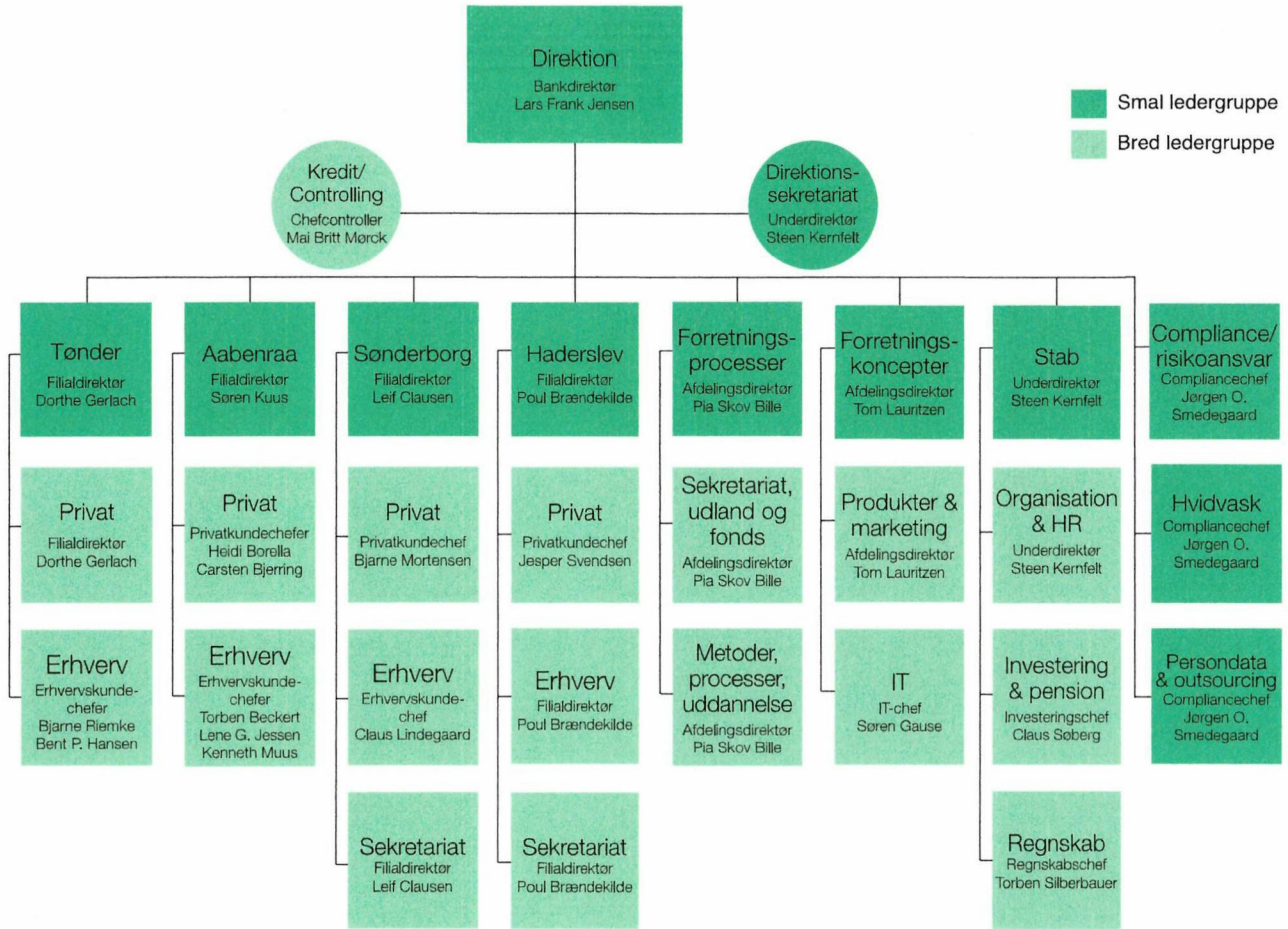 Direktion
Bankdirektør
Lars Frank Jensen
Smal ledergruppe
Bred ledergruppe
Kredit/
Controlling
Chefcontroller
Mai Britt Mørck
Direktions-
sekretariat
Underdirektør
Steen Kernfelt
Tønder
Filialdirektør
Dorthe Gerlach
Aabenraa
Filialdirektør
Søren Kuus
Sønderborg
Filialdirektør
Leif Clausen
Haderslev
Filialdirektør
Poul Brændekilde
Forretnings-
processer
Afdelingsdirektør
Pia Skov Bille
Forretnings-
koncepter
Afdelingsdirektør
Tom Lauritzen
Stab
Underdirektør
Steen Kernfelt
Compliance/
risikoansvar
Compliancechef
Jørgen O.
Smedegaard
Privat
Filialdirektør
Dorthe Gerlach
Privat
Privatkundechefer
Heidi Borella
Carsten Bjerring
Privat
Privatkundechef
Bjarne Mortensen
Privat
Privatkundechef
Jesper Svendsen
Sekretariat,
udland og
fonds
Afdelingsdirektør
Pia Skov Bille
Produkter &
marketing
Afdelingsdirektør
Tom Lauritzen
Organisation
& HR
Underdirektør
Steen Kernfelt
Hvidvask
Compliancechef
Jørgen O.
Smedegaard
Erhverv
Erhvervskunde-
chefer
Bjarne Riemke
Bent P. Hansen
Erhverv
Erhvervskunde-
chefer
Torben Beckert
Lene G. Jessen
Kenneth Muus
Erhverv
Erhvervskunde-
chef
Claus Lindegaard
Erhverv
Filialdirektør
Poul Brændekilde
Metoder,
processer,
uddannelse
Afdelingsdirektør
Pia Skov Bille
IT
IT-chef
Søren Gause
Investering
& pension
Investeringschef
Claus Søberg
Persondata
& outsourcing
Compliancechef
Jørgen O.
Smedegaard
Sekretariat
Filialdirektør
Leif Clausen
Sekretariat
Filialdirektør
Poul Brændekilde
Regnskab
Regnskabschef
Torben Silberbauer